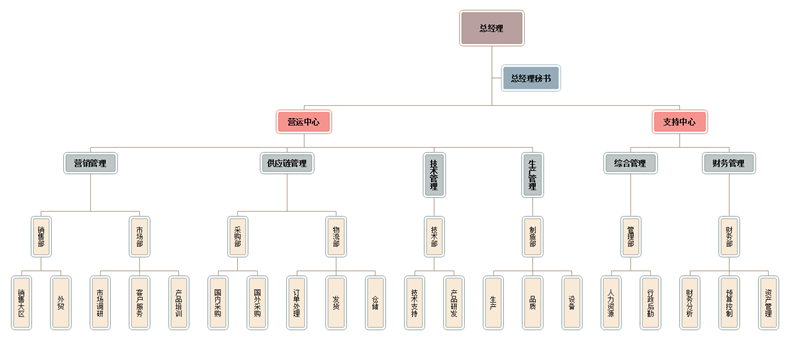 总经理
总经理秘书
营运中心
支持中心
营销管理
供应链管理
技术管理
生产管理
综合管理
财务管理
销售部
市场部
采购部
物流部
技术部
制造部
管理部
财务部
销售大区
外贸
市场调研
客户服务
产品培训
国内采购
国外采购
订单处理
发货
仓储
技术支持
产品研发
生产
品质
设备
人力资源
行政后勤
财务分析
预算控制
资产管理